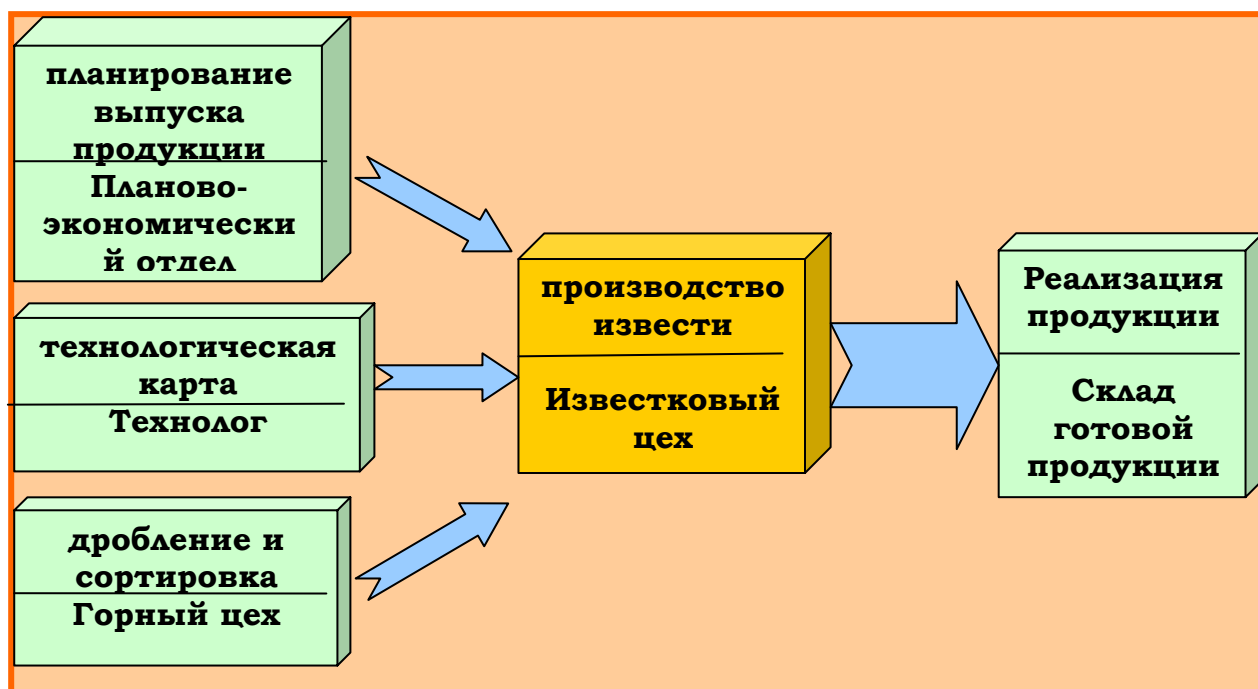 планирование
выпуска
продукции
Планово-
экономически
й отдел
технологическая
карта
Технолог
дробление и
сортировка
Горный цех
производство
извести
Известковый
цех
Реализация
продукции
Склад
готовой
продукции